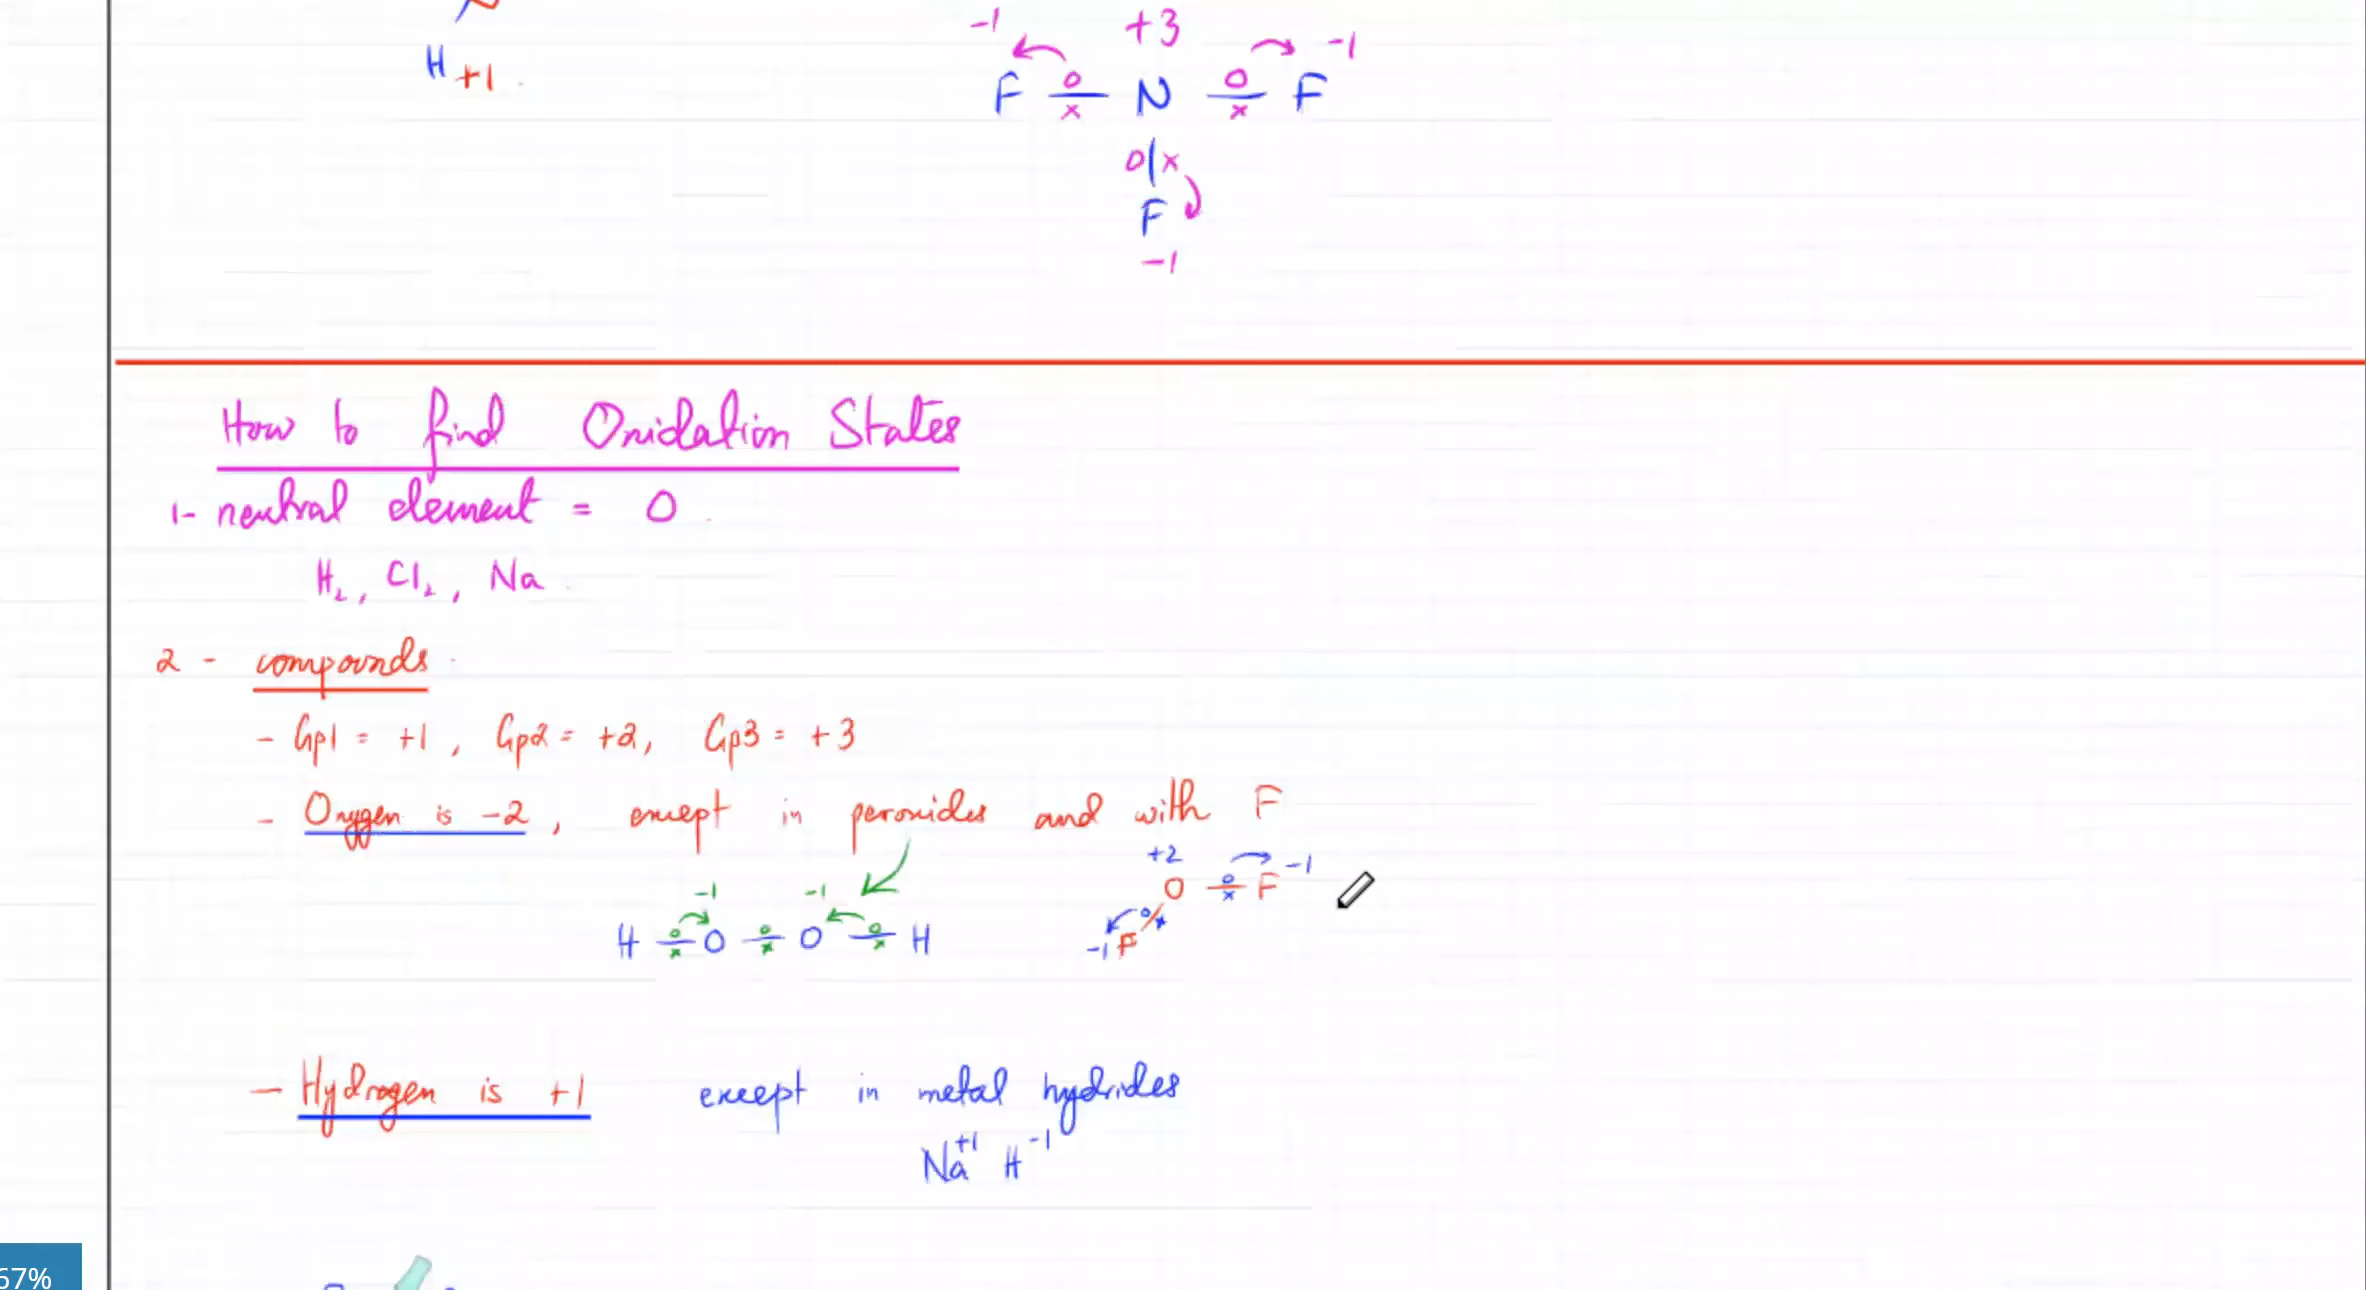 -1 +3 -1
H +1 F o x N o x F
o x
F
-1
How to find Oxidation States
1- neutral element = 0
H₂, Cl₂, Na
2 - compounds
- Gp1 = +1, Gp2 = +2, Gp3 = +3
- Oxygen is -2, except in peroxides and with F
-1 -1 +2 -1
H o x O o x O o x H O o x F
-1 F o x
- Hydrogen is +1 except in metal hydrides
Na⁺¹ H⁻¹
57%